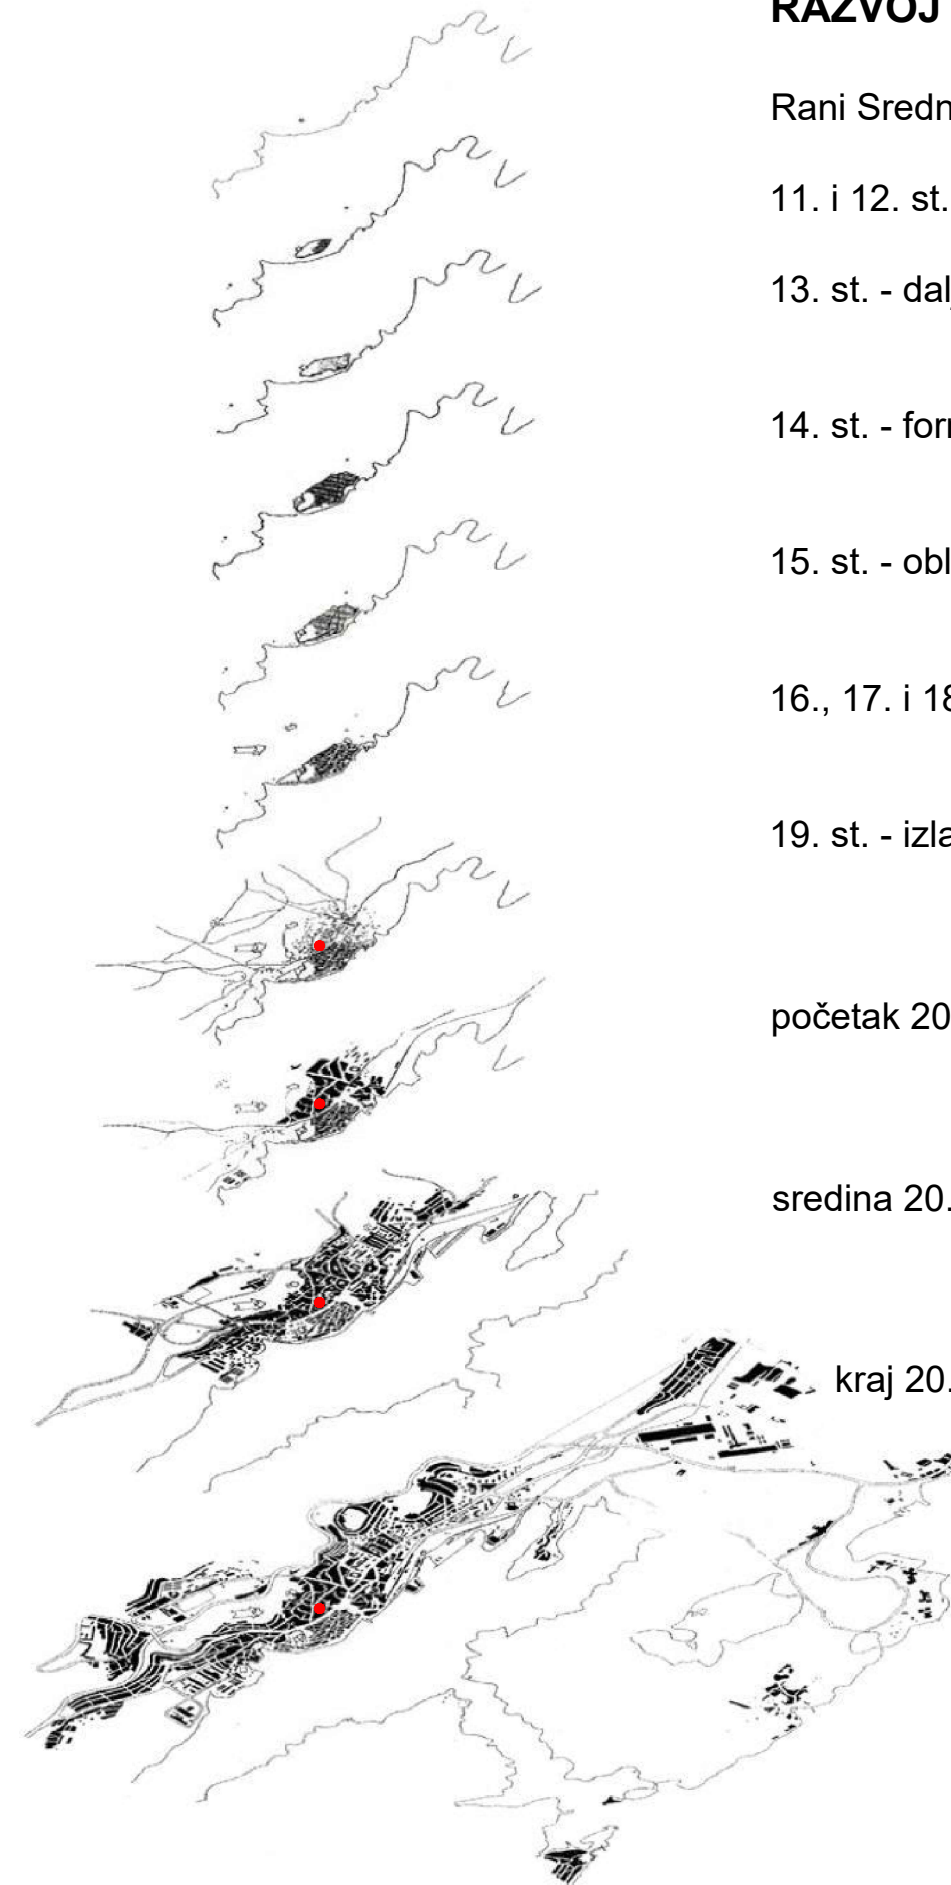 RAZVOJ
Rani Sredn
11. i 12. st.
13. st. - dal
14. st. - for
15. st. - obl
16., 17. i 18
19. st. - izla
početak 20
sredina 20.
kraj 20.